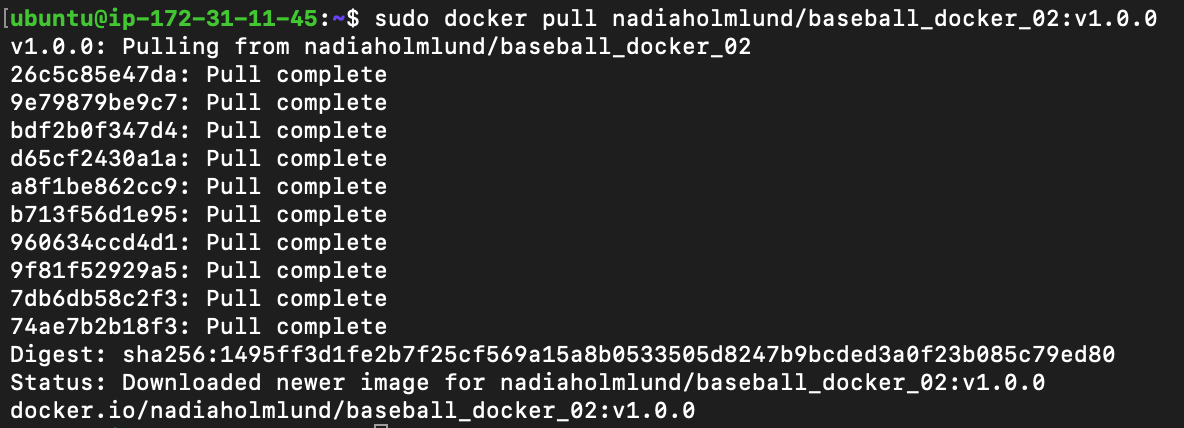 [ubuntu@ip-172-31-11-45:~$ sudo docker pull nadiaholmlund/baseball_docker_02:v1.0.0
v1.0.0: Pulling from nadiaholmlund/baseball_docker_02
26c5c85e47da: Pull complete
9e79879be9c7: Pull complete
bdf2b0f347d4: Pull complete
d65cf2430a1a: Pull complete
a8f1be862cc9: Pull complete
b713f56d1e95: Pull complete
960634ccd4d1: Pull complete
9f81f52929a5: Pull complete
7db6db58c2f3: Pull complete
74ae7b2b18f3: Pull complete
Digest: sha256:1495ff3d1fe2b7f25cf569a15a8b0533505d8247b9bcded3a0f23b085c79ed80
Status: Downloaded newer image for nadiaholmlund/baseball_docker_02:v1.0.0
docker.io/nadiaholmlund/baseball_docker_02:v1.0.0